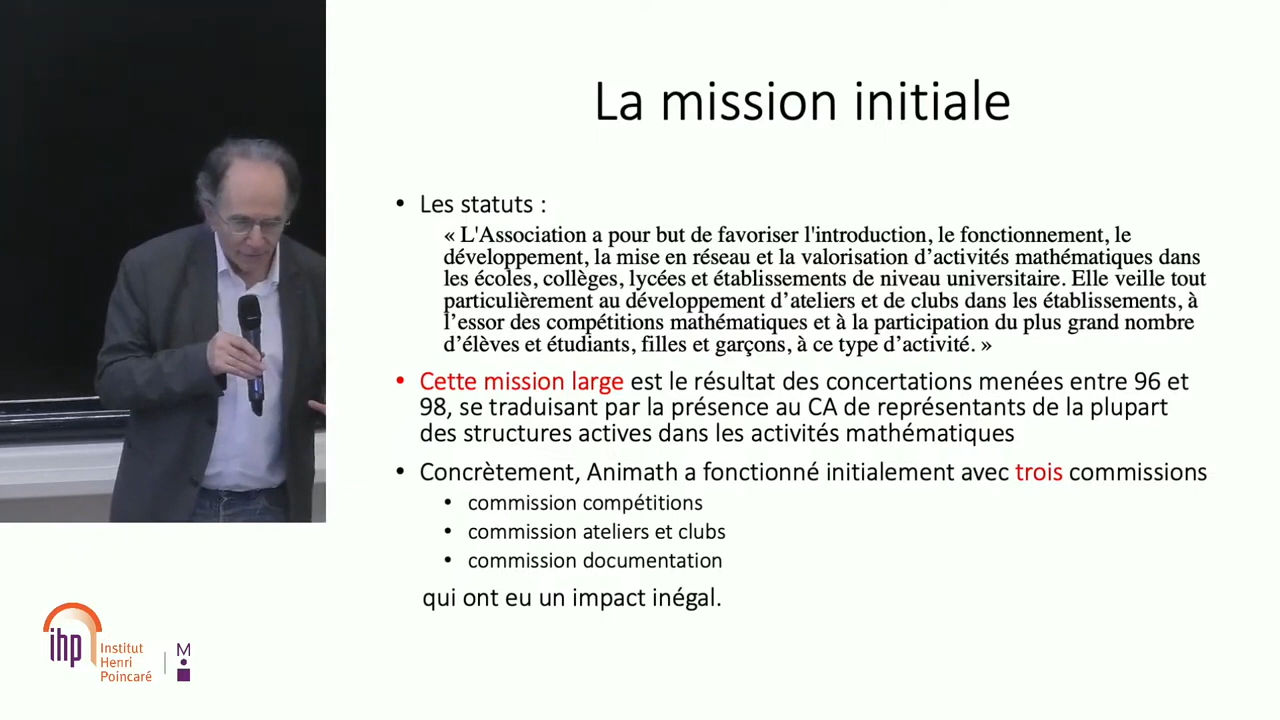 La mission initiale
• Les statuts :
« L'Association a pour but de favoriser l'introduction, le fonctionnement, le
développement, la mise en réseau et la valorisation d’activités mathématiques dans
les écoles, collèges, lycées et établissements de niveau universitaire. Elle veille tout
particulièrement au développement d’ateliers et de clubs dans les établissements, à
l’essor des compétitions mathématiques et à la participation du plus grand nombre
d’élèves et étudiants, filles et garçons, à ce type d’activité. »
• Cette mission large est le résultat des concertations menées entre 96 et
98, se traduisant par la présence au CA de représentants de la plupart
des structures actives dans les activités mathématiques
• Concrètement, Animath a fonctionné initialement avec trois commissions
• commission compétitions
• commission ateliers et clubs
• commission documentation
qui ont eu un impact inégal.
ihp
Institut
Henri
Poincaré
M